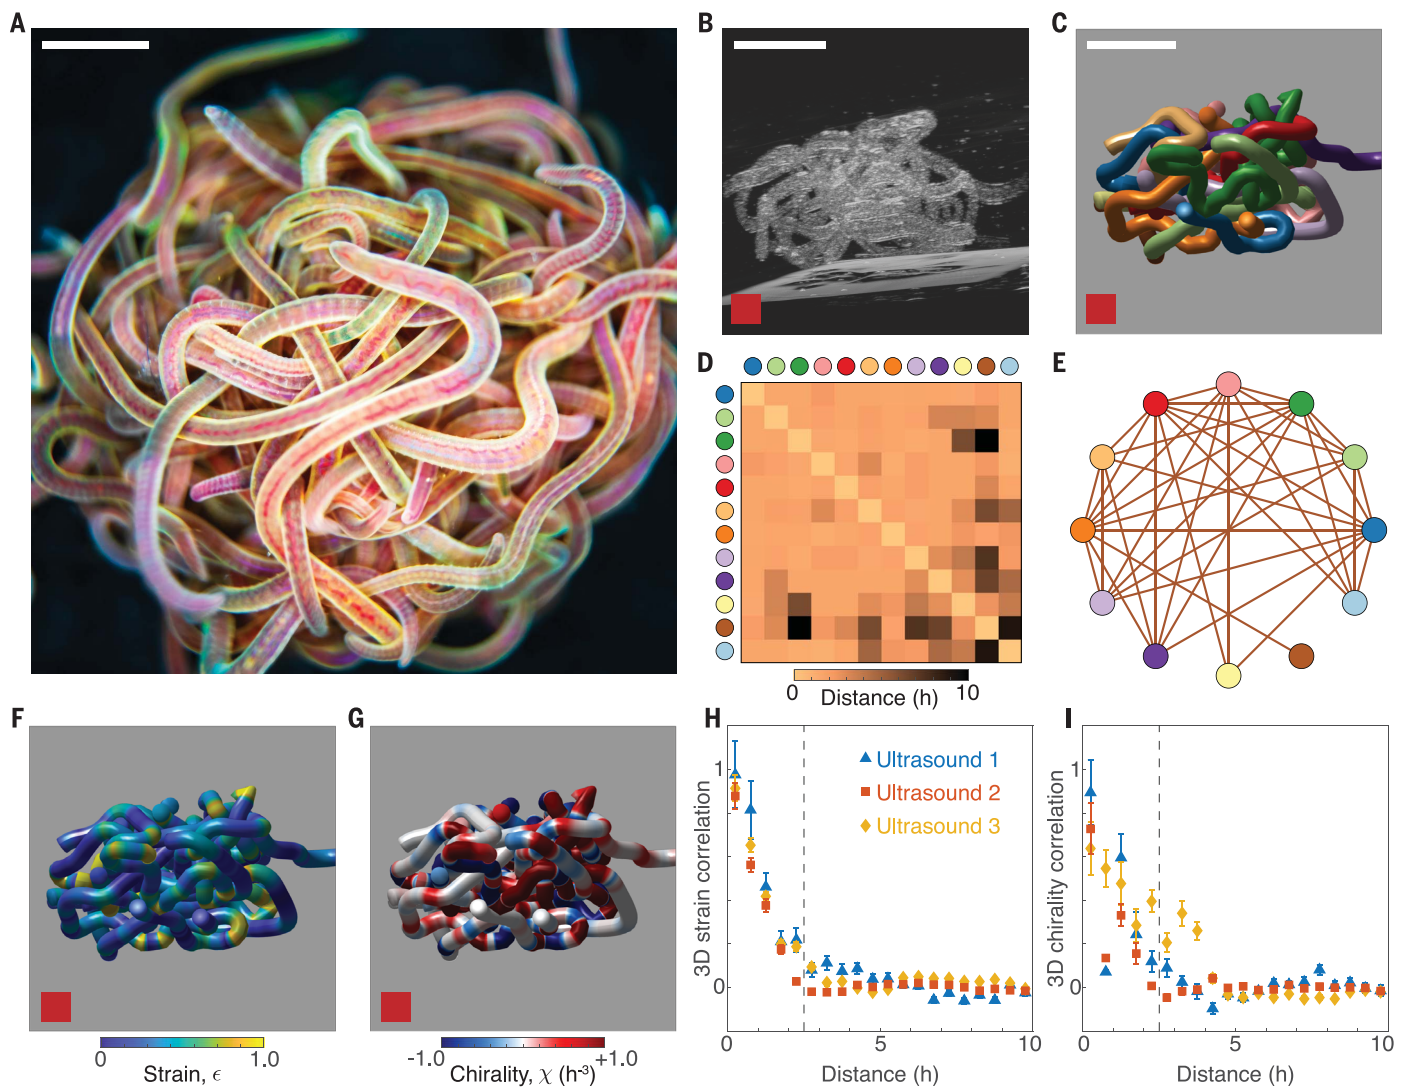 A
B
C
D
Distance (h)
0
10
E
F
0
1.0
Strain, ϵ
G
-1.0
+1.0
Chirality, χ (h⁻³)
H
3D strain correlation
1
0
Ultrasound 1
Ultrasound 2
Ultrasound 3
0
5
10
Distance (h)
I
3D chirality correlation
1
0
0
5
10
Distance (h)